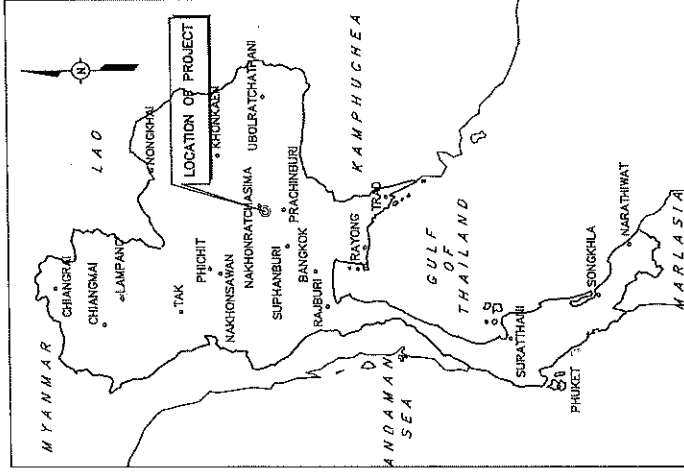 MYANMAR
LAO
N
CHIANGRAI
CHIANGMAI
LAMPANG
NONGKHAI
LOCATION OF PROJECT
TAK
PHICHIT
KHONKAEN
NAKHONSAWAN
UBOLRATCHATHANI
NAKHONRATCHASIMA
SUPHANBURI
PRACHINBURI
BANGKOK
RAJBURI
KAMPHUCHEA
RAYONG
TRAD
GULF
OF
THAILAND
ANDAMAN
SEA
SURATTHANI
PHUKET
SONGKHLA
NARATHIWAT
MARLASIA